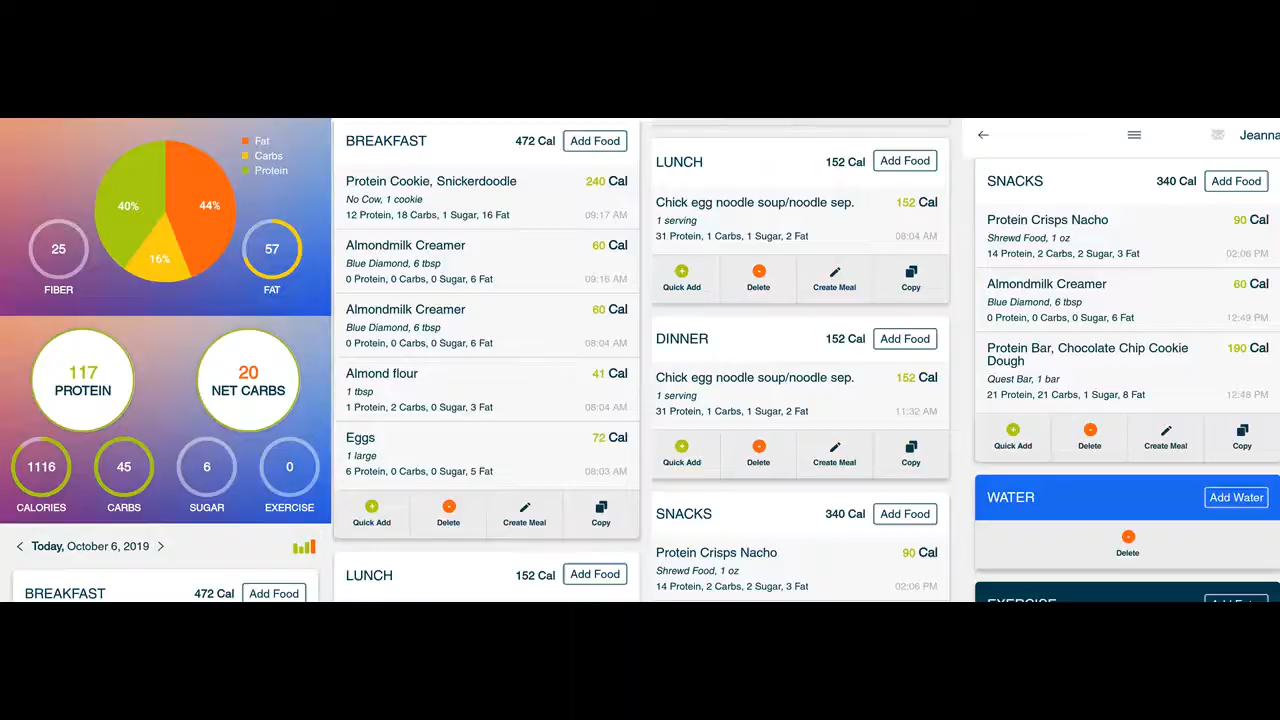 Fat
Carbs
Protein
40%
44%
16%
25
57
FIBER
FAT
117
PROTEIN
20
NET CARBS
1116
45
6
0
CALORIES
CARBS
SUGAR
EXERCISE
Today, October 6, 2019
BREAKFAST 472 Cal Add Food
BREAKFAST 472 Cal Add Food
Protein Cookie, Snickerdoodle 240 Cal
No Cow, 1 cookie
12 Protein, 18 Carbs, 1 Sugar, 16 Fat 09:17 AM
Almondmilk Creamer 60 Cal
Blue Diamond, 6 tbsp
0 Protein, 0 Carbs, 0 Sugar, 6 Fat 09:16 AM
Almondmilk Creamer 60 Cal
Blue Diamond, 6 tbsp
0 Protein, 0 Carbs, 0 Sugar, 6 Fat 08:04 AM
Almond flour 41 Cal
1 tbsp
1 Protein, 2 Carbs, 0 Sugar, 3 Fat 08:04 AM
Eggs 72 Cal
1 large
6 Protein, 0 Carbs, 0 Sugar, 5 Fat 08:03 AM
Quick Add Delete Create Meal Copy
LUNCH 152 Cal Add Food
LUNCH 152 Cal Add Food
Chick egg noodle soup/noodle sep. 152 Cal
1 serving
31 Protein, 1 Carbs, 1 Sugar, 2 Fat 08:04 AM
Quick Add Delete Create Meal Copy
DINNER 152 Cal Add Food
Chick egg noodle soup/noodle sep. 152 Cal
1 serving
31 Protein, 1 Carbs, 1 Sugar, 2 Fat 11:32 AM
Quick Add Delete Create Meal Copy
SNACKS 340 Cal Add Food
Protein Crisps Nacho 90 Cal
Shrewd Food, 1 oz
14 Protein, 2 Carbs, 2 Sugar, 3 Fat 02:06 PM
Jeanna
SNACKS 340 Cal Add Food
Protein Crisps Nacho 90 Cal
Shrewd Food, 1 oz
14 Protein, 2 Carbs, 2 Sugar, 3 Fat 02:06 PM
Almondmilk Creamer 60 Cal
Blue Diamond, 6 tbsp
0 Protein, 0 Carbs, 0 Sugar, 6 Fat 12:49 PM
Protein Bar, Chocolate Chip Cookie 190 Cal
Dough
Quest Bar, 1 bar
21 Protein, 21 Carbs, 1 Sugar, 8 Fat 12:48 PM
Quick Add Delete Create Meal Copy
WATER Add Water
Delete
EXERCISE